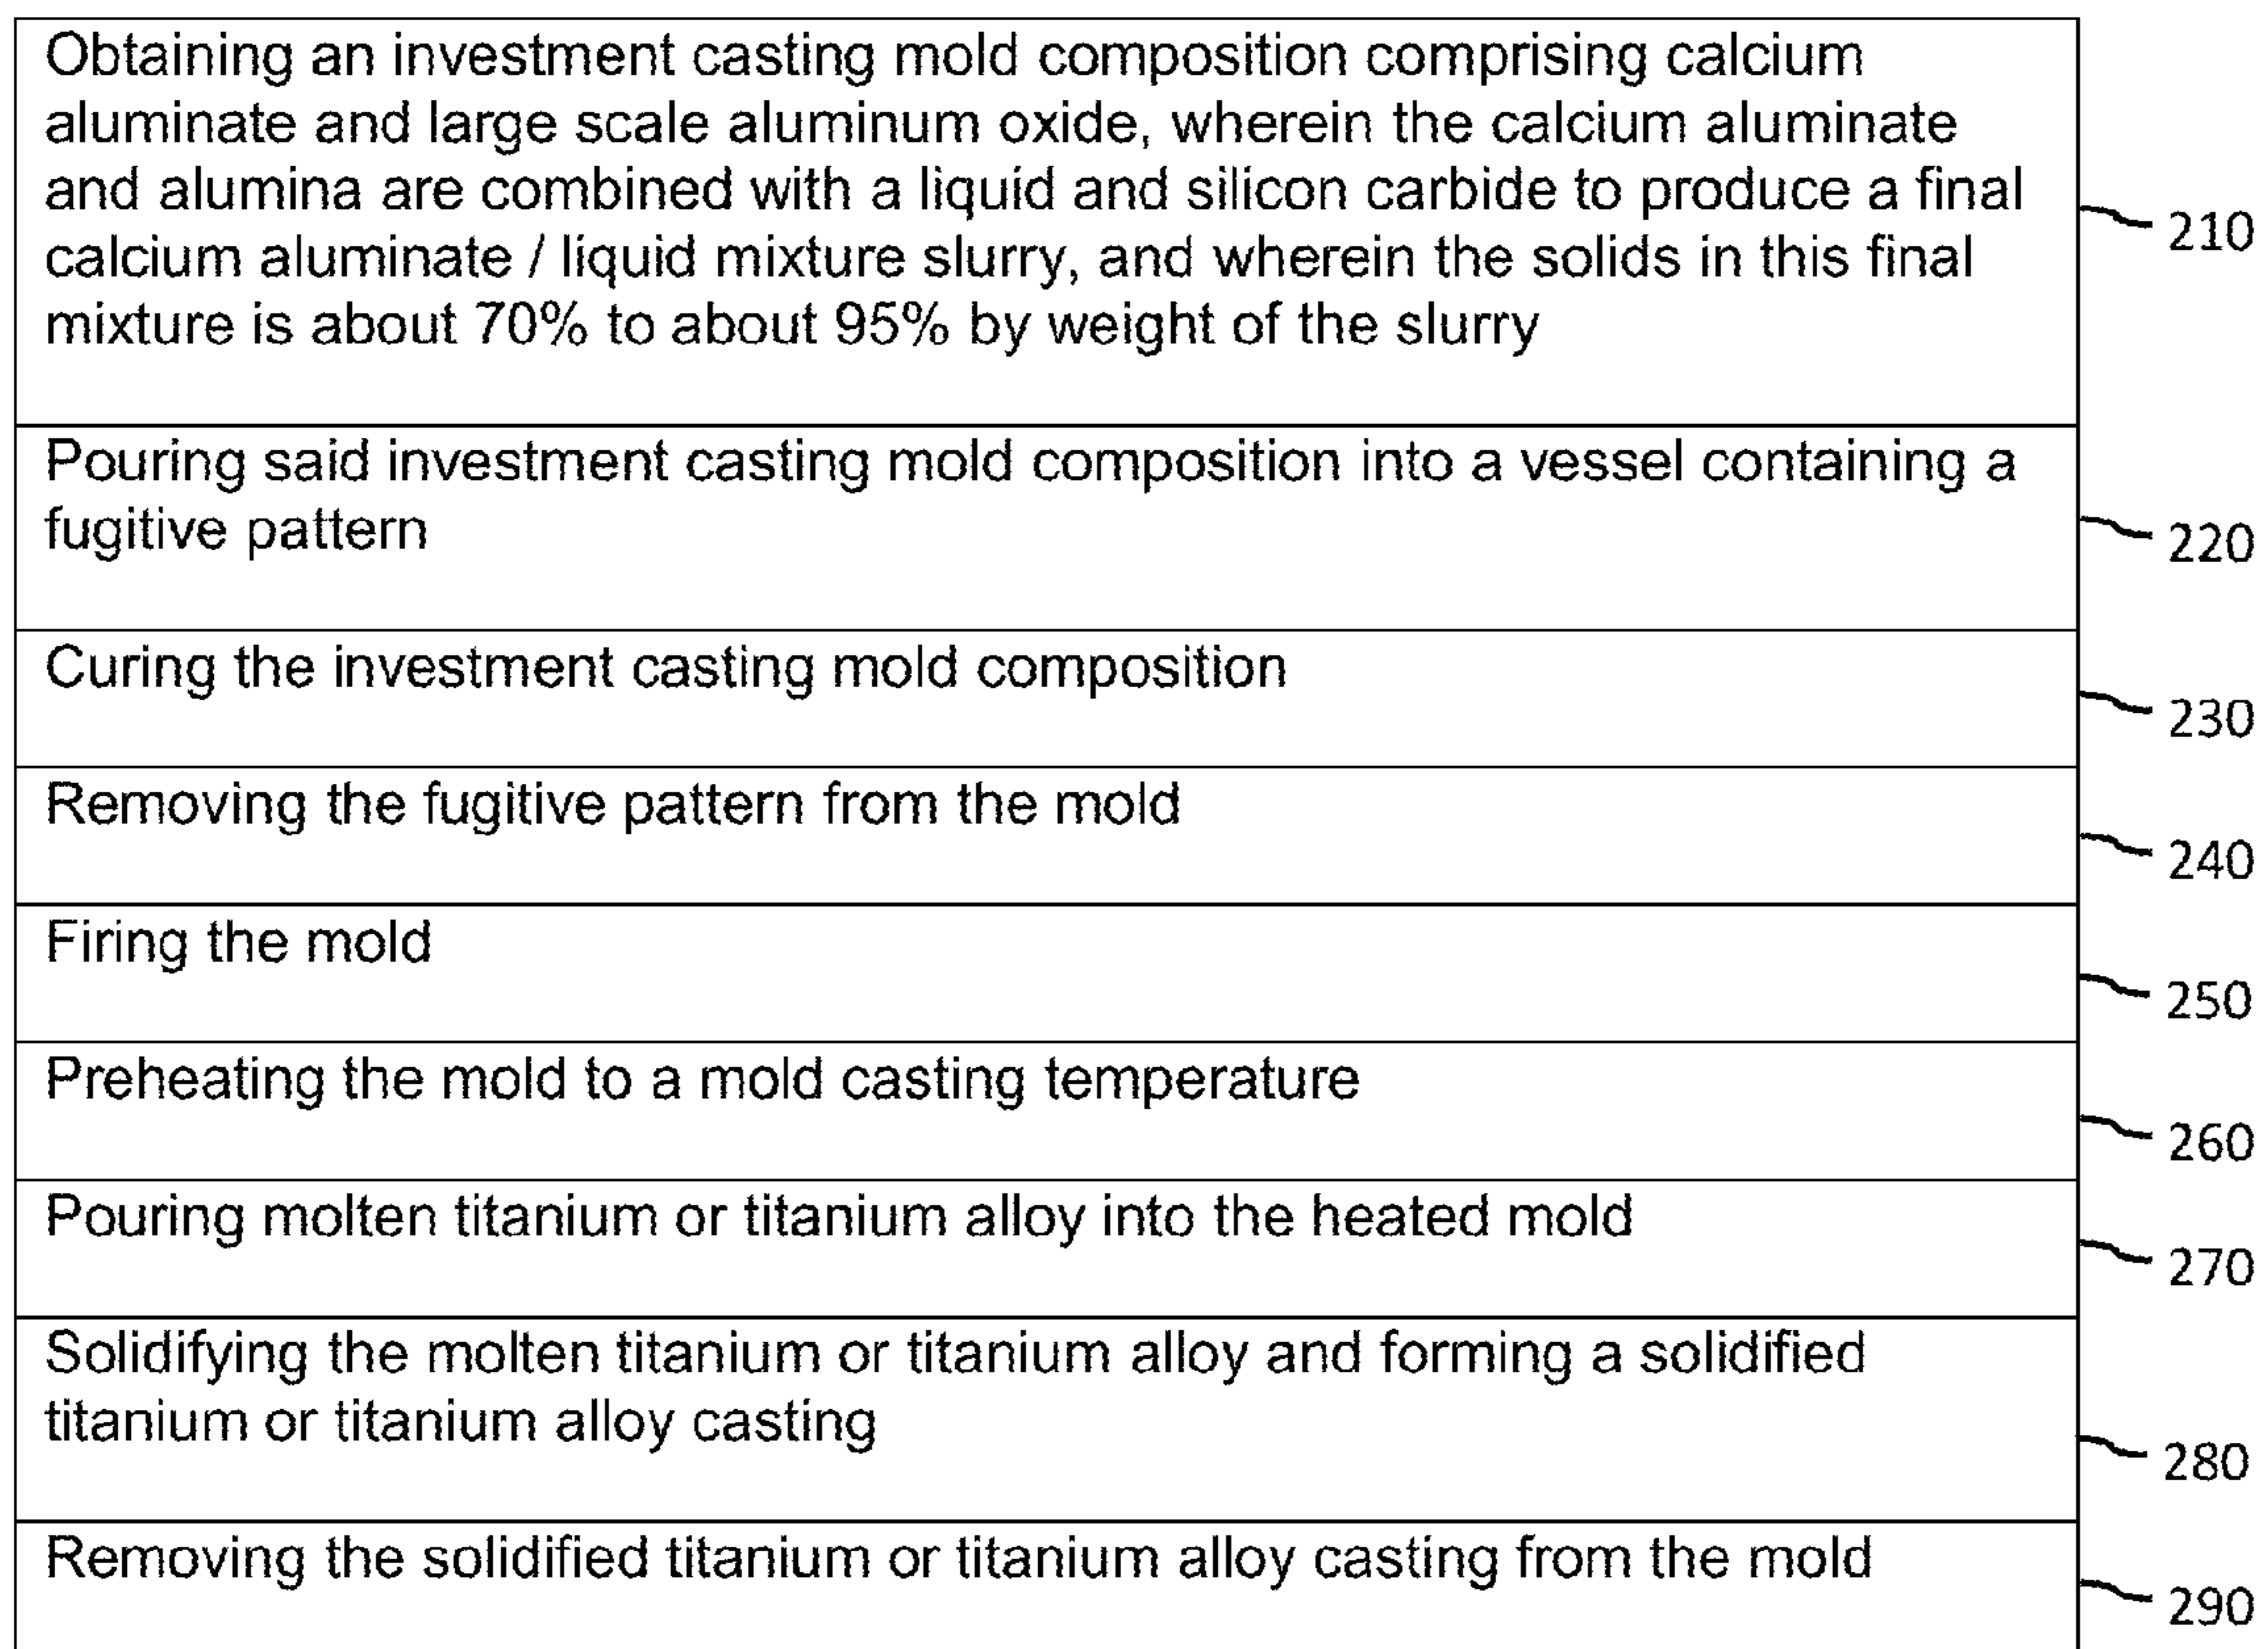 Obtaining an investment casting mold composition comprising calcium
aluminate and large scale aluminum oxide, wherein the calcium aluminate
and alumina are combined with a liquid and silicon carbide to produce a final
calcium aluminate / liquid mixture slurry, and wherein the solids in this final
mixture is about 70% to about 95% by weight of the slurry
210
Pouring said investment casting mold composition into a vessel containing a
fugitive pattern
220
Curing the investment casting mold composition
230
Removing the fugitive pattern from the mold
240
Firing the mold
250
Preheating the mold to a mold casting temperature
260
Pouring molten titanium or titanium alloy into the heated mold
270
Solidifying the molten titanium or titanium alloy and forming a solidified
titanium or titanium alloy casting
280
Removing the solidified titanium or titanium alloy casting from the mold
290